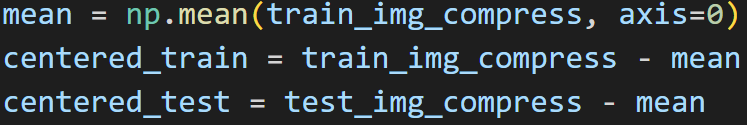 mean = np.mean(train_img_compress, axis=0)
centered_train = train_img_compress - mean
centered_test = test_img_compress - mean